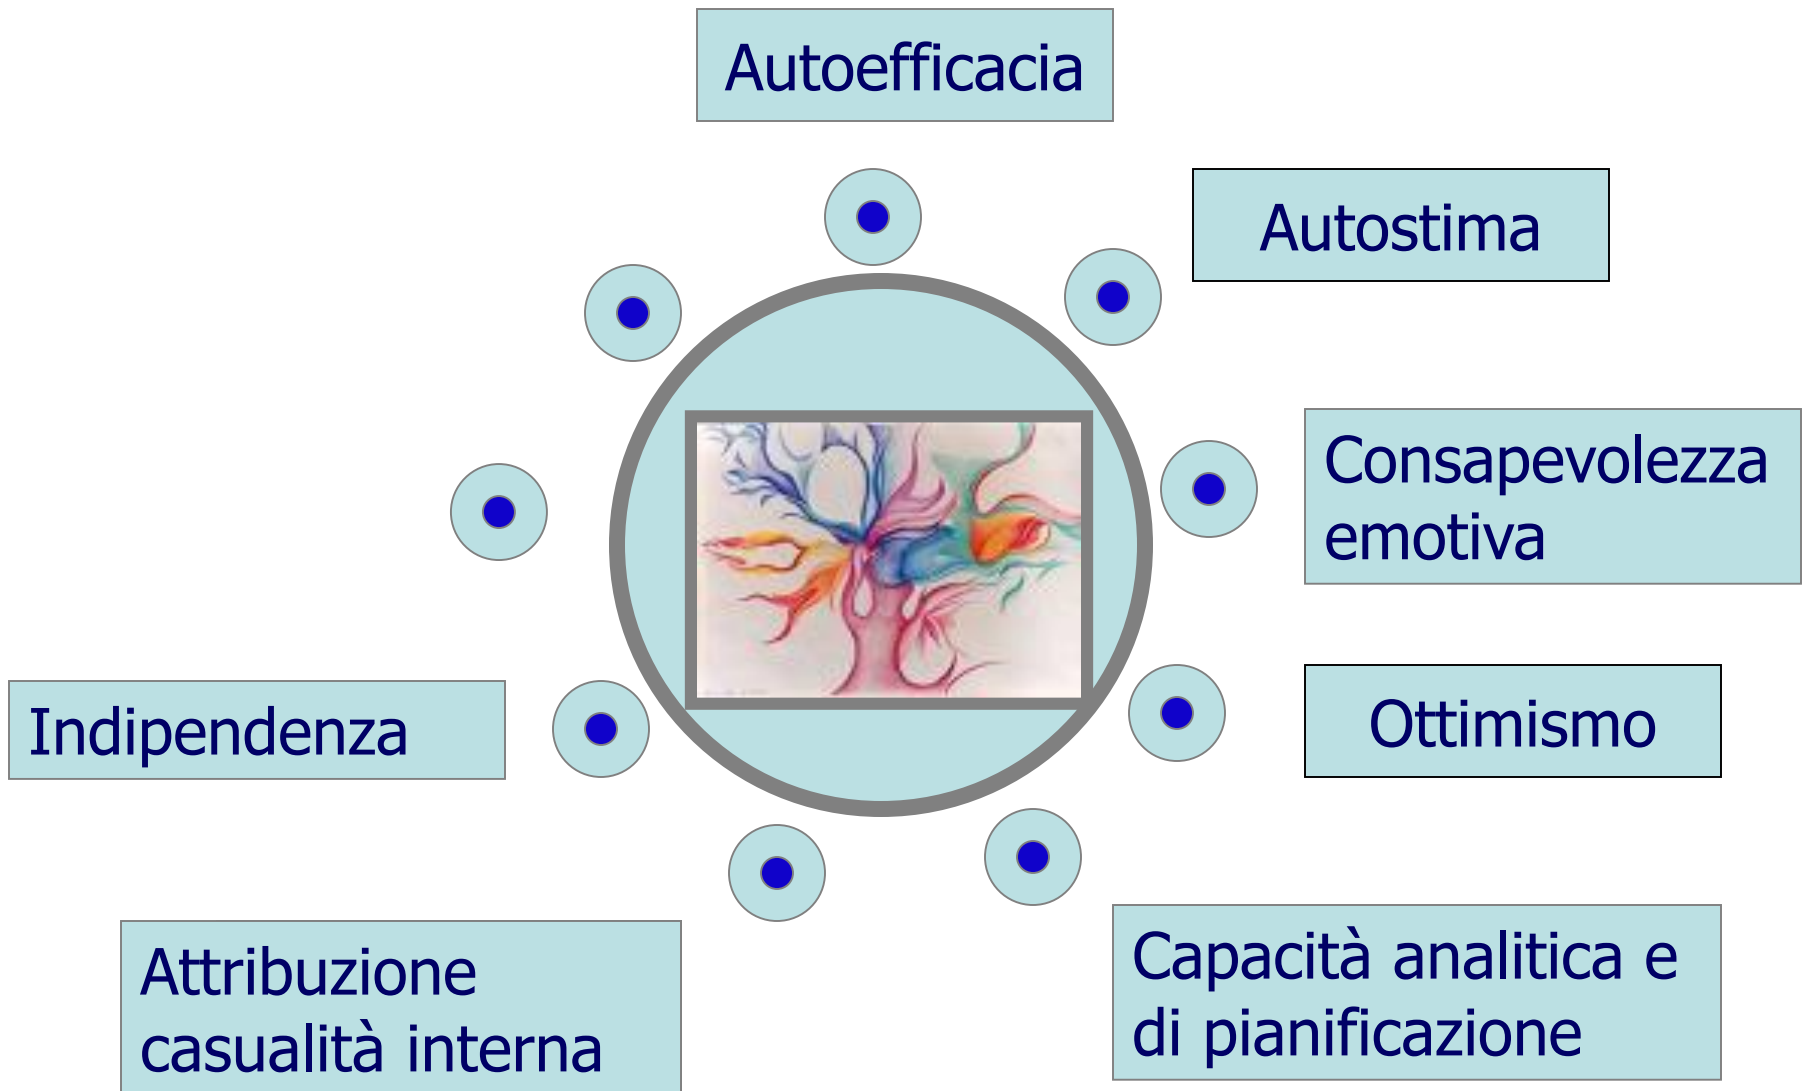 Autoefficacia
Autostima
Consapevolezza
emotiva
Ottimismo
Indipendenza
Capacità analitica e
di pianificazione
Attribuzione
casualità interna